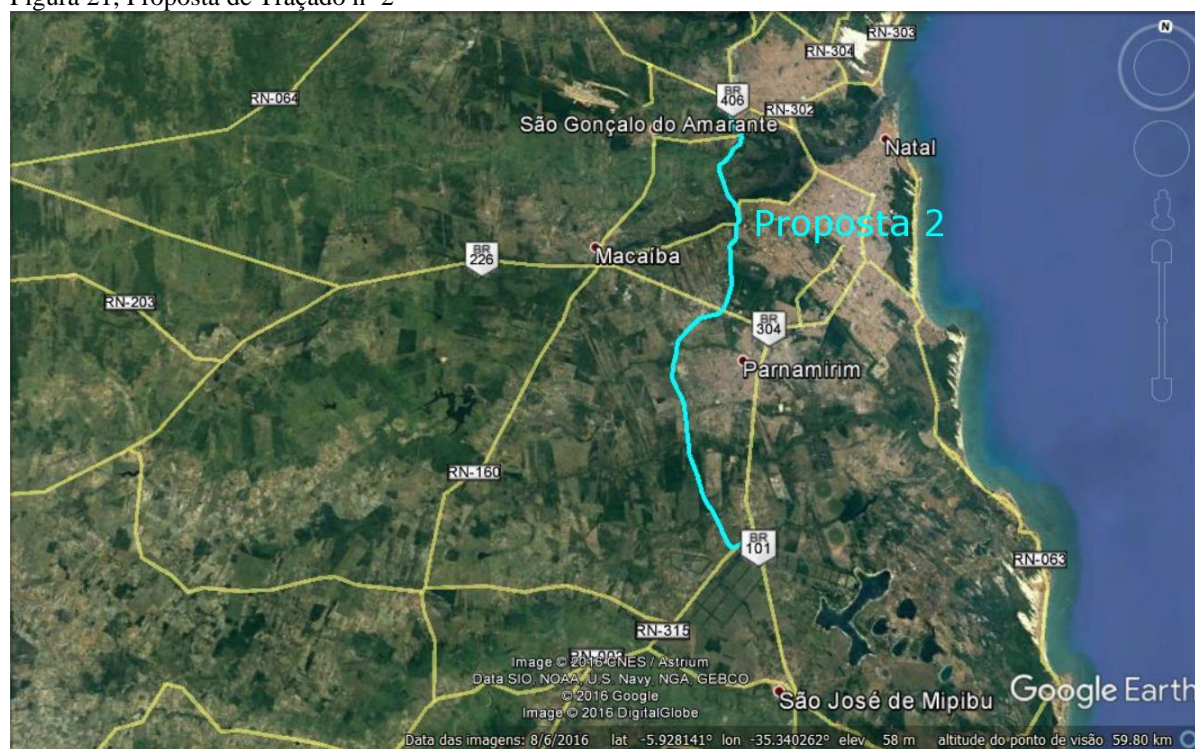 Figura 21, Proposta de Traçado nº 2
N
RN-303
RN-304
RN-064
BR
406
RN-302
São Gonçalo do Amarante
Natal
Proposta 2
BR
226
Macaíba
RN-203
BR
304
Parnamirim
RN-160
BR
101
RN-063
RN-315
Image © 2016 CNES / Astrium
Data SIO, NOAA, U.S. Navy, NGA, GEBCO
© 2016 Google
Image © 2016 DigitalGlobe
São José de Mipibu
Google Earth
Data das imagens: 8/6/2016 lat -5.928141° lon -35.340262° elev 58 m altitude do ponto de visão 59.80 km